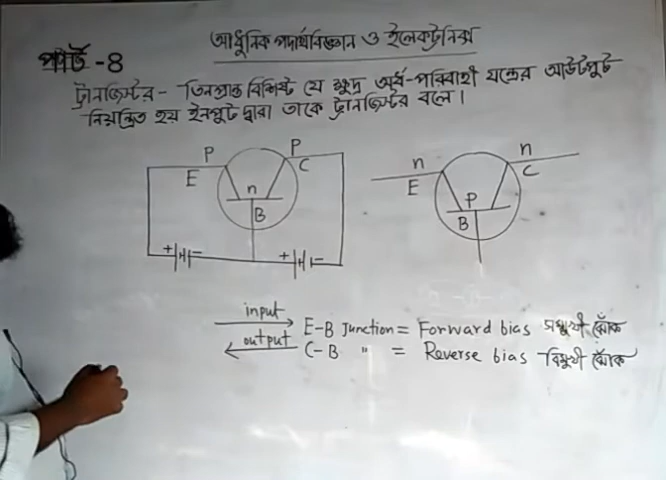 আধুনিক পদার্থবিজ্ঞান ও ইলেকট্রনিক্স
পার্ট -8
ট্রানজিস্টর - তিনপ্রান্ত বিশিষ্ট যে ক্ষুদ্র অর্ধ-পরিবাহী যন্ত্রের আউটপুট
নিয়ন্ত্রিত হয় ইনপুট দ্বারা তাকে ট্রানজিস্টর বলে।
P P n n
E n C E P C
B B
+ - + -
input E-B Junction = Forward bias সম্মুখী ঝোঁক
output C-B " = Reverse bias বিমুখী ঝোঁক